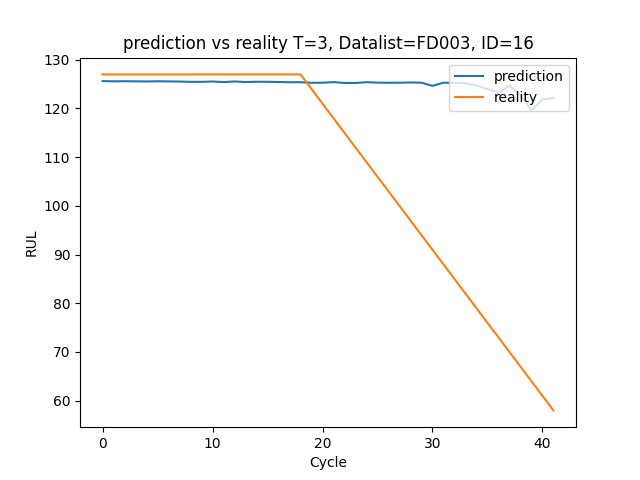 prediction vs reality T=3, Datalist=FD003, ID=16
prediction
reality
130
120
110
100
90
80
70
60
RUL
0 10 20 30 40
Cycle